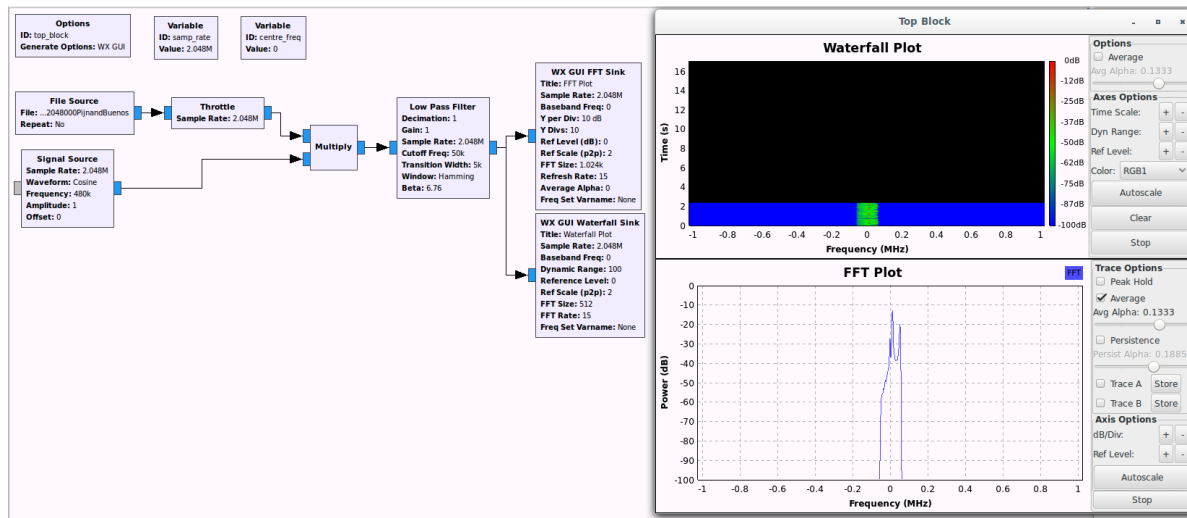 Options
ID: top_block
Generate Options: WX GUI
Variable
ID: samp_rate
Value: 2.048M
Variable
ID: centre_freq
Value: 0
File Source
File: ...2048000PijnandBuenos
Repeat: No
Throttle
Sample Rate: 2.048M
Signal Source
Sample Rate: 2.048M
Waveform: Cosine
Frequency: 480k
Amplitude: 1
Offset: 0
Multiply
Low Pass Filter
Decimation: 1
Gain: 1
Sample Rate: 2.048M
Cutoff Freq: 50k
Transition Width: 5k
Window: Hamming
Beta: 6.76
WX GUI FFT Sink
Title: FFT Plot
Sample Rate: 2.048M
Baseband Freq: 0
Y per Div: 10 dB
Y Divs: 10
Ref Level (dB): 0
Ref Scale (p2p): 2
FFT Size: 1.024k
Refresh Rate: 15
Average Alpha: 0
Freq Set Varname: None
WX GUI Waterfall Sink
Title: Waterfall Plot
Sample Rate: 2.048M
Baseband Freq: 0
Dynamic Range: 100
Reference Level: 0
Ref Scale (p2p): 2
FFT Size: 512
FFT Rate: 15
Freq Set Varname: None
Top Block
Waterfall Plot
Time (s)
16
14
12
10
8
6
4
2
0
-1 -0.8 -0.6 -0.4 -0.2 0 0.2 0.4 0.6 0.8 1
Frequency (MHz)
0dB
-12dB
-25dB
-37dB
-50dB
-62dB
-75dB
-87dB
-100dB
Options
Average
Avg Alpha: 0.1333
Axes Options
Time Scale: + -
Dyn Range: + -
Ref Level: + -
Color: RGB1
Autoscale
Clear
Stop
FFT Plot
FFT
Power (dB)
0
-10
-20
-30
-40
-50
-60
-70
-80
-90
-100
-1 -0.8 -0.6 -0.4 -0.2 0 0.2 0.4 0.6 0.8 1
Frequency (MHz)
Trace Options
Peak Hold
Average
Avg Alpha: 0.1333
Persistence
Persist Alpha: 0.1885
Trace A Store
Trace B Store
Axis Options
dB/Div: + -
Ref Level: + -
Autoscale
Stop